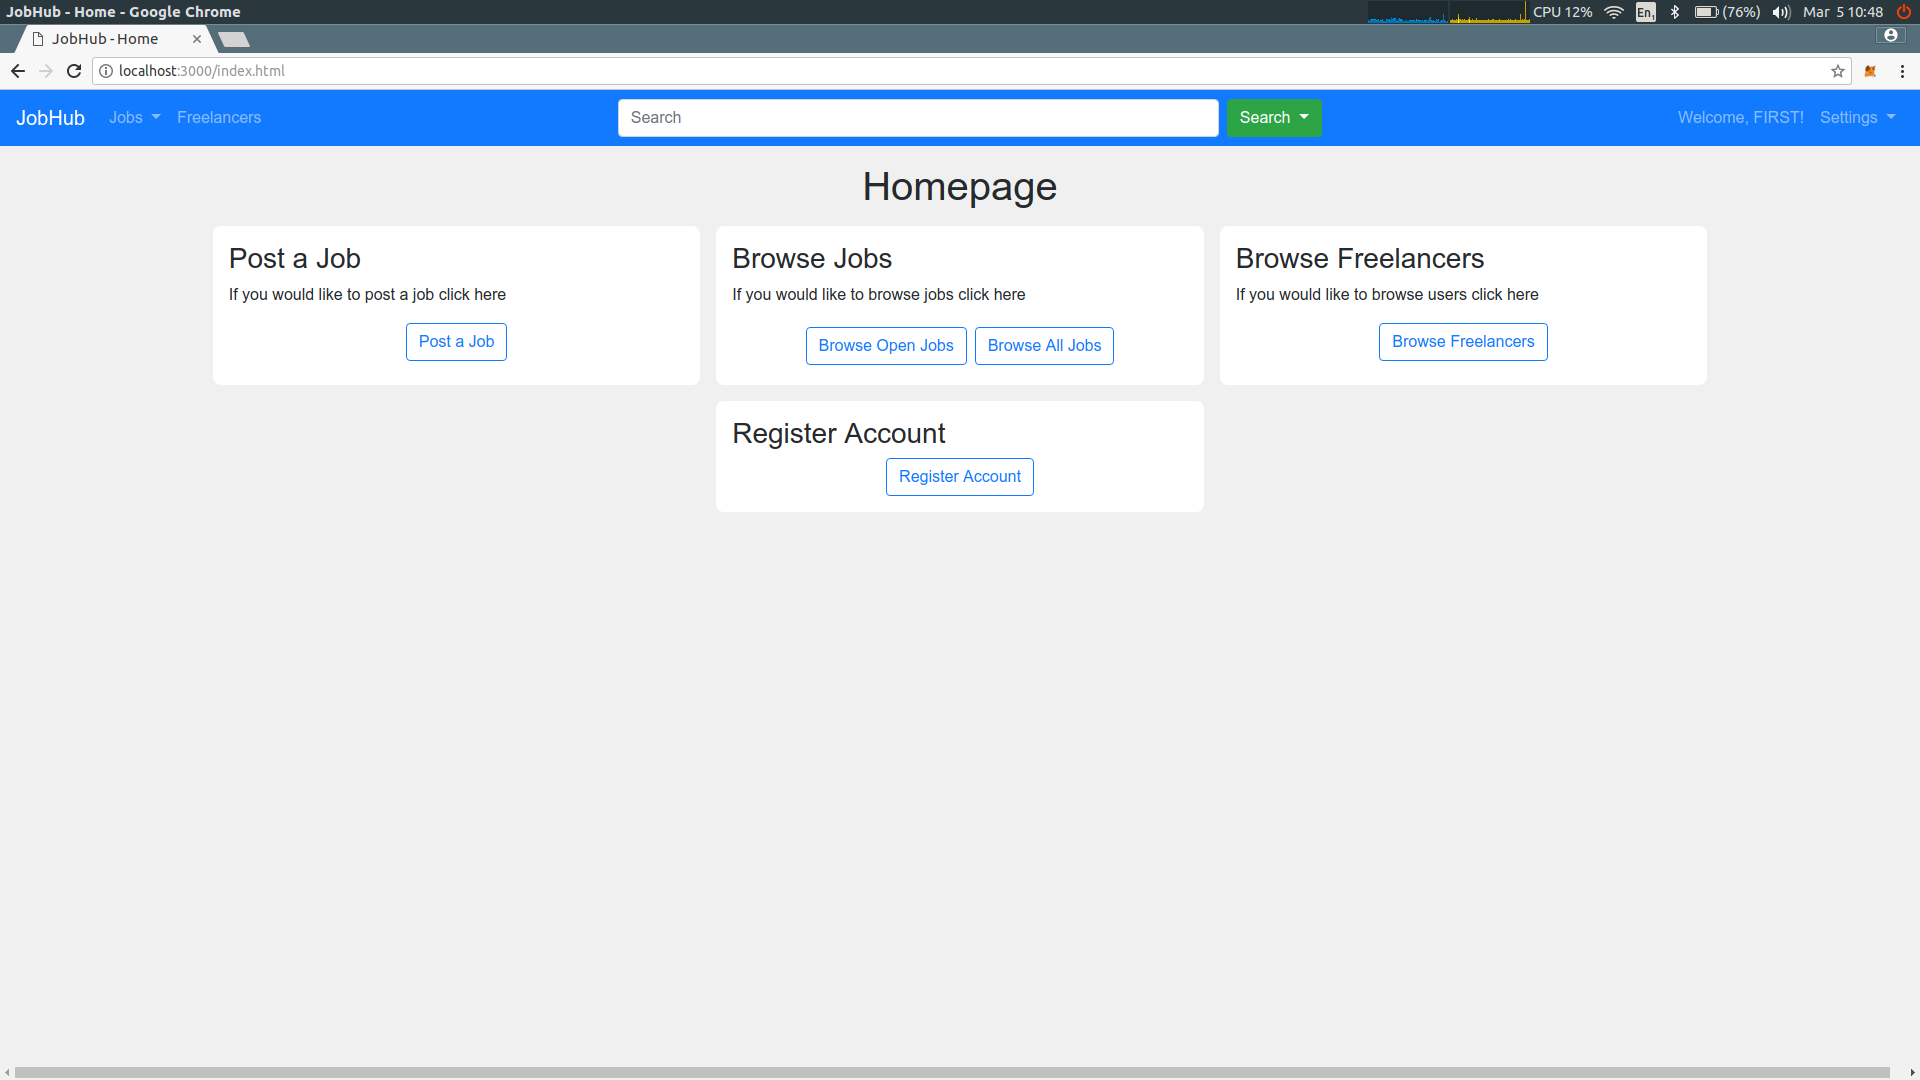 JobHub - Home - Google Chrome
CPU 12% En1 (76%) Mar 5 10:48
JobHub - Home
localhost:3000/index.html
JobHub Jobs Freelancers Search Search Welcome, FIRST! Settings
Homepage
Post a Job
If you would like to post a job click here
Post a Job
Browse Jobs
If you would like to browse jobs click here
Browse Open Jobs Browse All Jobs
Browse Freelancers
If you would like to browse users click here
Browse Freelancers
Register Account
Register Account